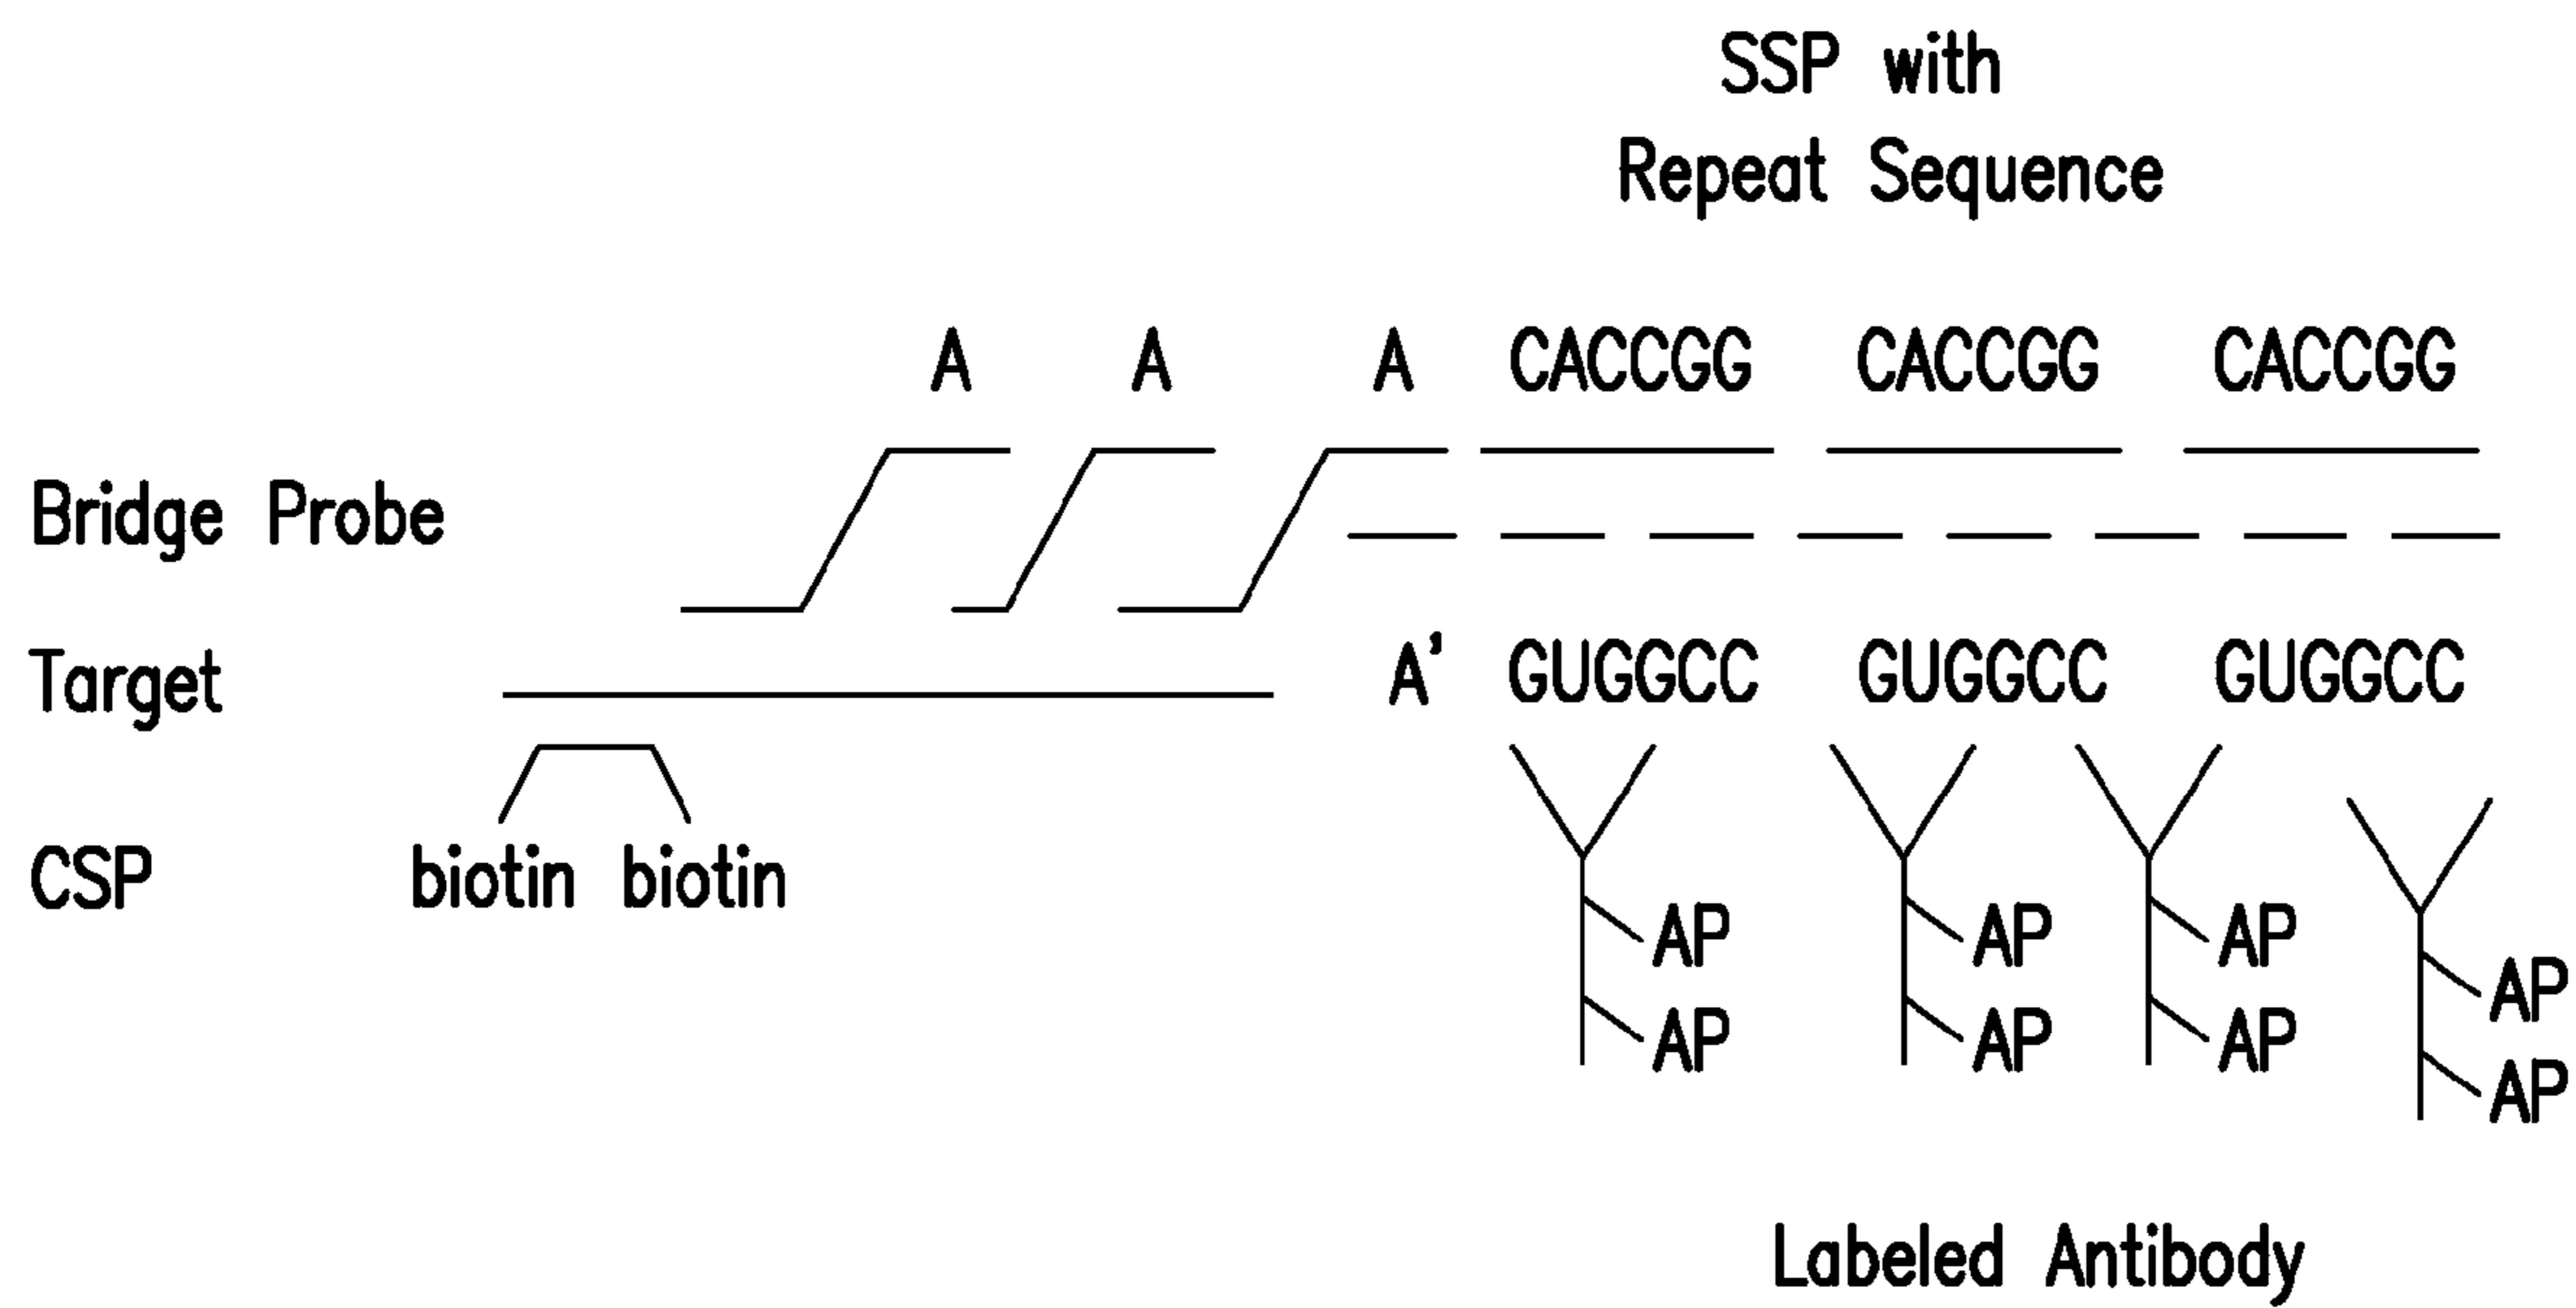 SSP with
Repeat Sequence
A A A CACCGG CACCGG CACCGG
Bridge Probe
Target A' GUGGCC GUGGCC GUGGCC
CSP biotin biotin
AP AP AP AP
AP AP AP AP
Labeled Antibody